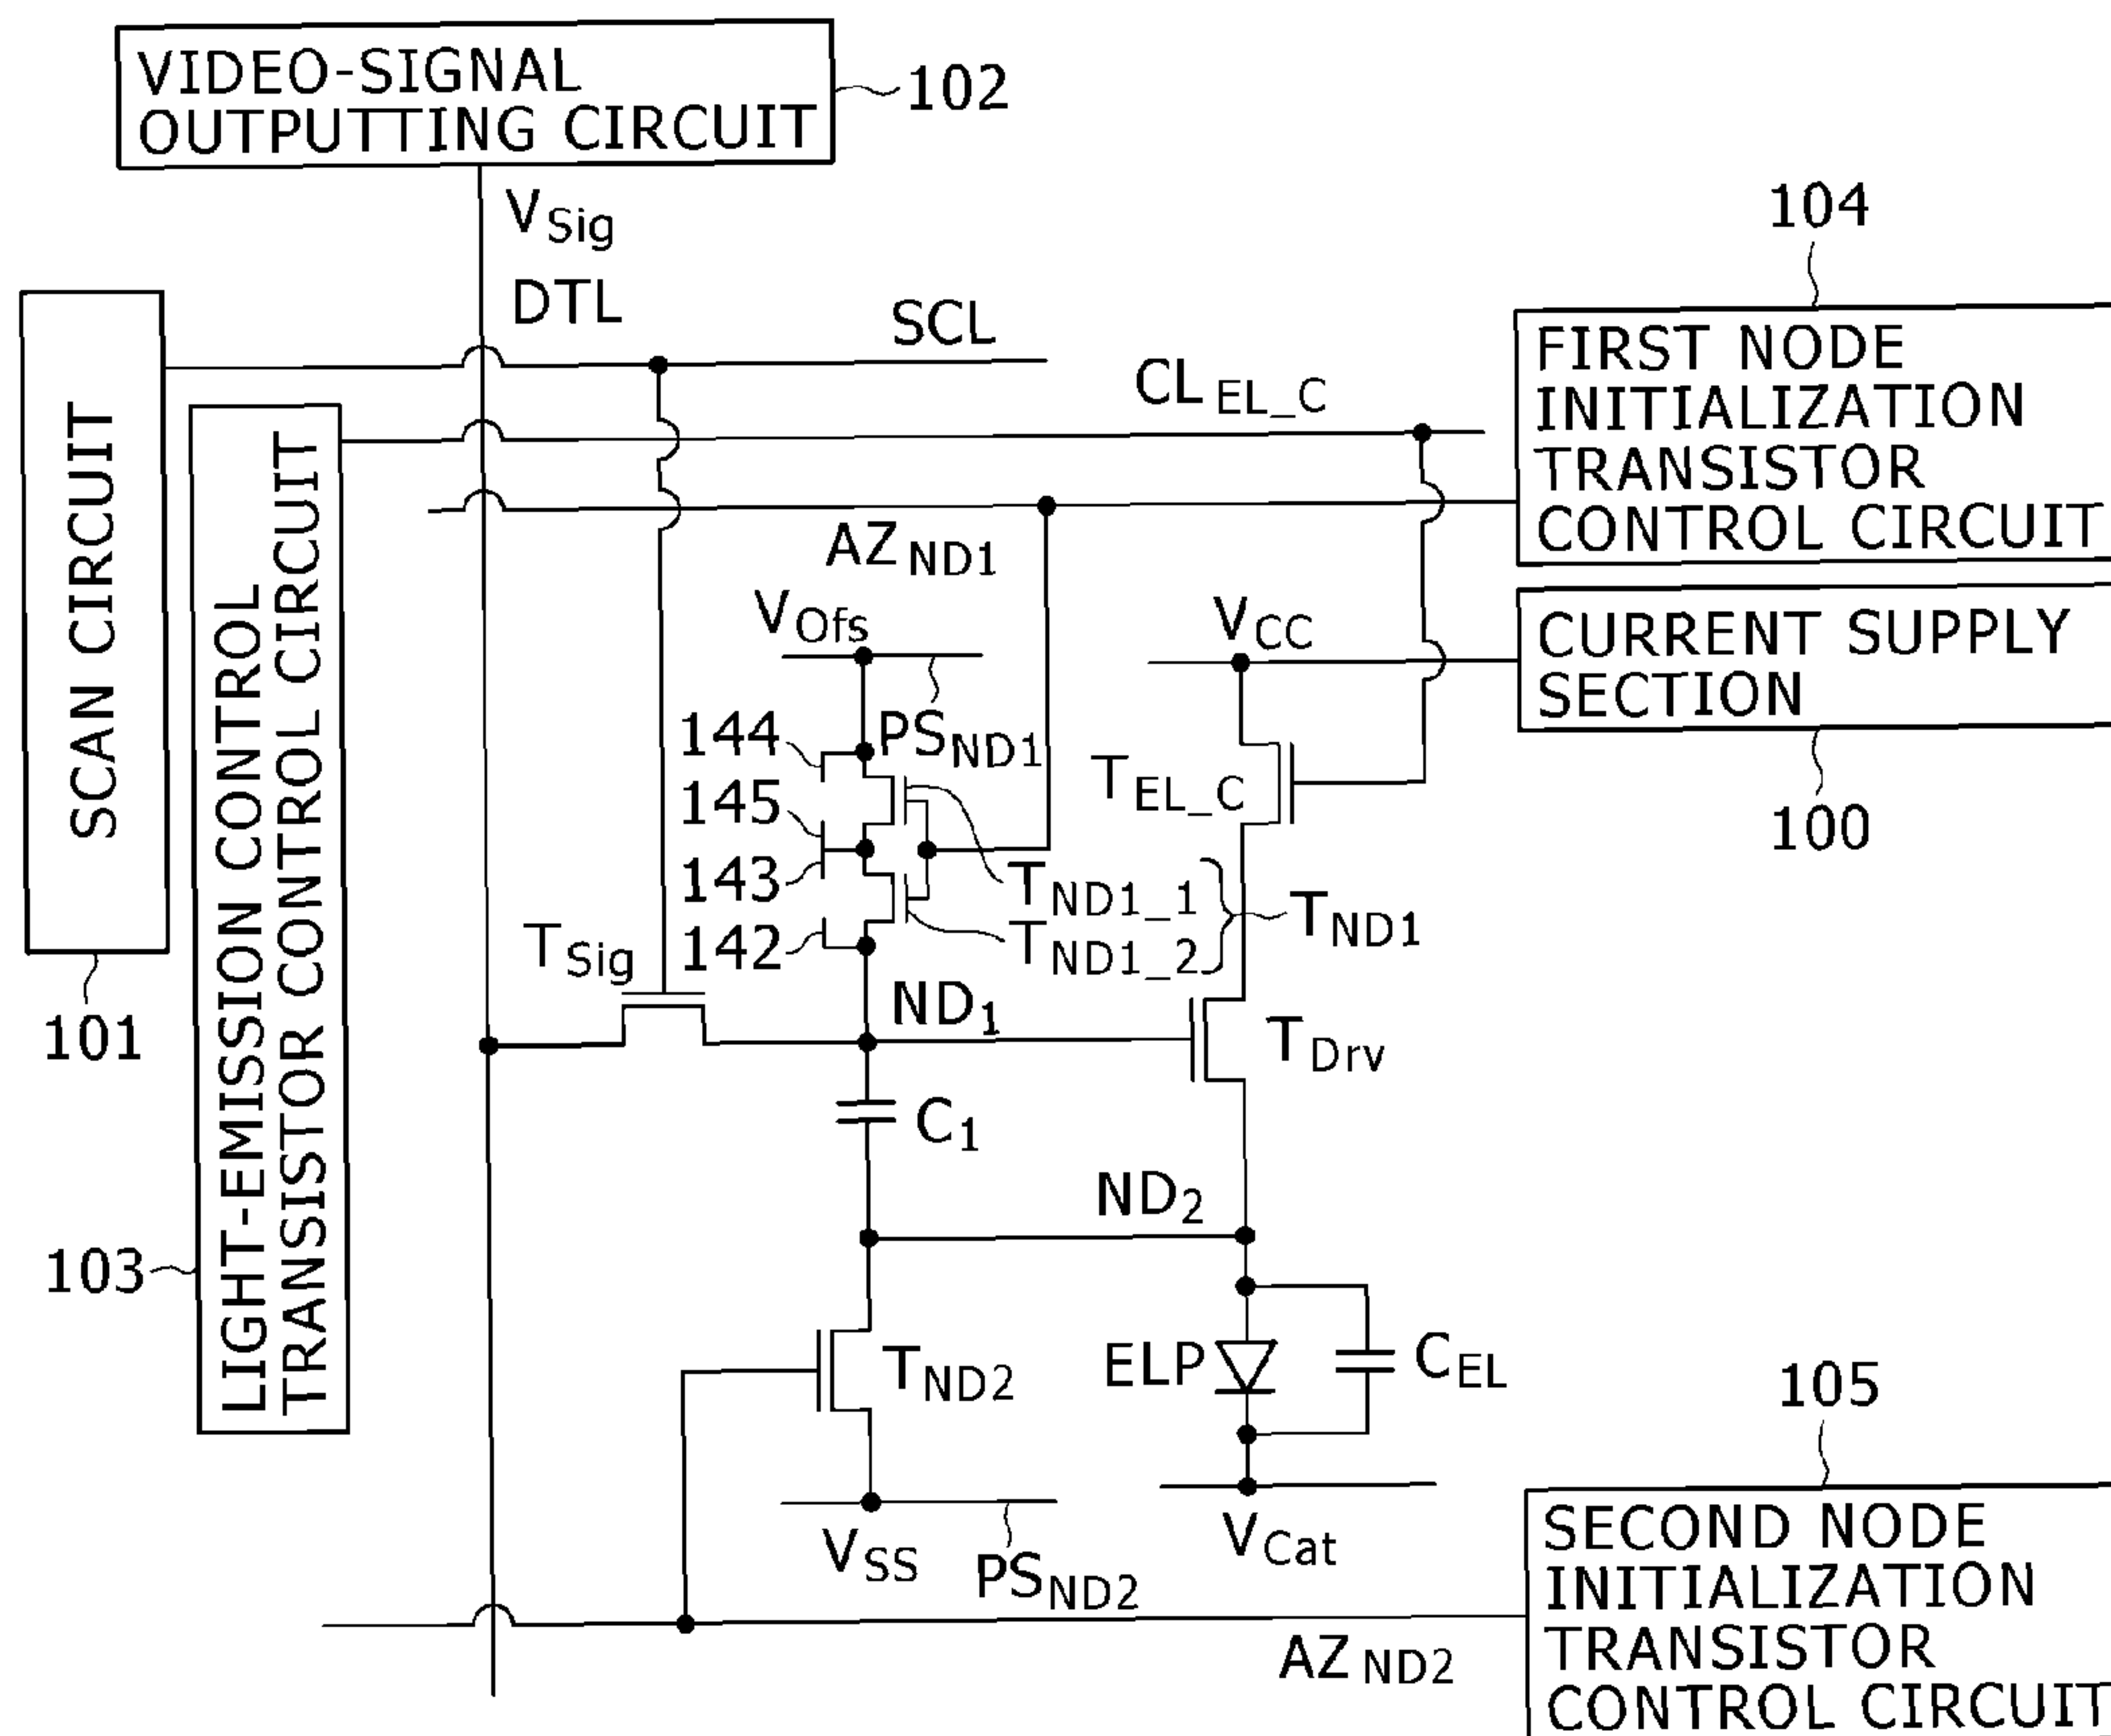 VIDEO-SIGNAL
OUTPUTTING CIRCUIT
102
VSig
DTL
104
SCL
CLEL_C
FIRST NODE
INITIALIZATION
TRANSISTOR
CONTROL CIRCUIT
SCAN CIRCUIT
101
LIGHT-EMISSION CONTROL
TRANSISTOR CONTROL CIRCUIT
103
AZND1
VOfs
VCC
CURRENT SUPPLY
SECTION
100
PSND1
144
145
143
142
TEL_C
TND1_1
TND1_2
TND1
TSig
ND1
TDrv
C1
ND2
TND2
ELP
CEL
105
VSS
PSND2
VCat
AZND2
SECOND NODE
INITIALIZATION
TRANSISTOR
CONTROL CIRCUIT